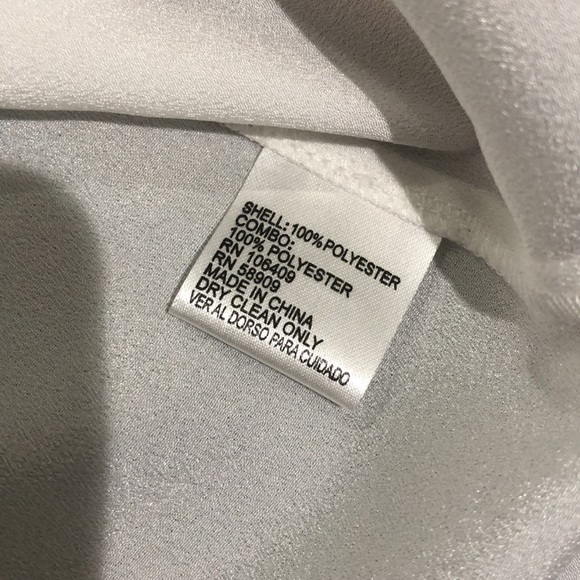 SHELL: 100% POLYESTER
COMBO:
100% POLYESTER
RN 106409
RN 58909
MADE IN CHINA
DRY CLEAN ONLY
VER AL DORSO PARA CUIDADO